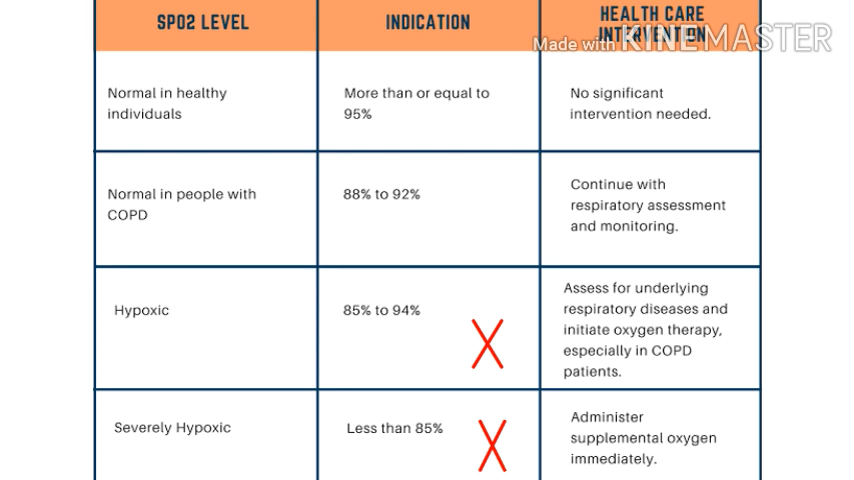 SPO2 LEVEL
INDICATION
HEALTH CARE
INTERVENTION
Made with KINEMASTER
Normal in healthy
individuals
More than or equal to
95%
No significant
intervention needed.
Normal in people with
COPD
88% to 92%
Continue with
respiratory assessment
and monitoring.
Hypoxic
85% to 94%
Assess for underlying
respiratory diseases and
initiate oxygen therapy,
especially in COPD
patients.
Severely Hypoxic
Less than 85%
Administer
supplemental oxygen
immediately.